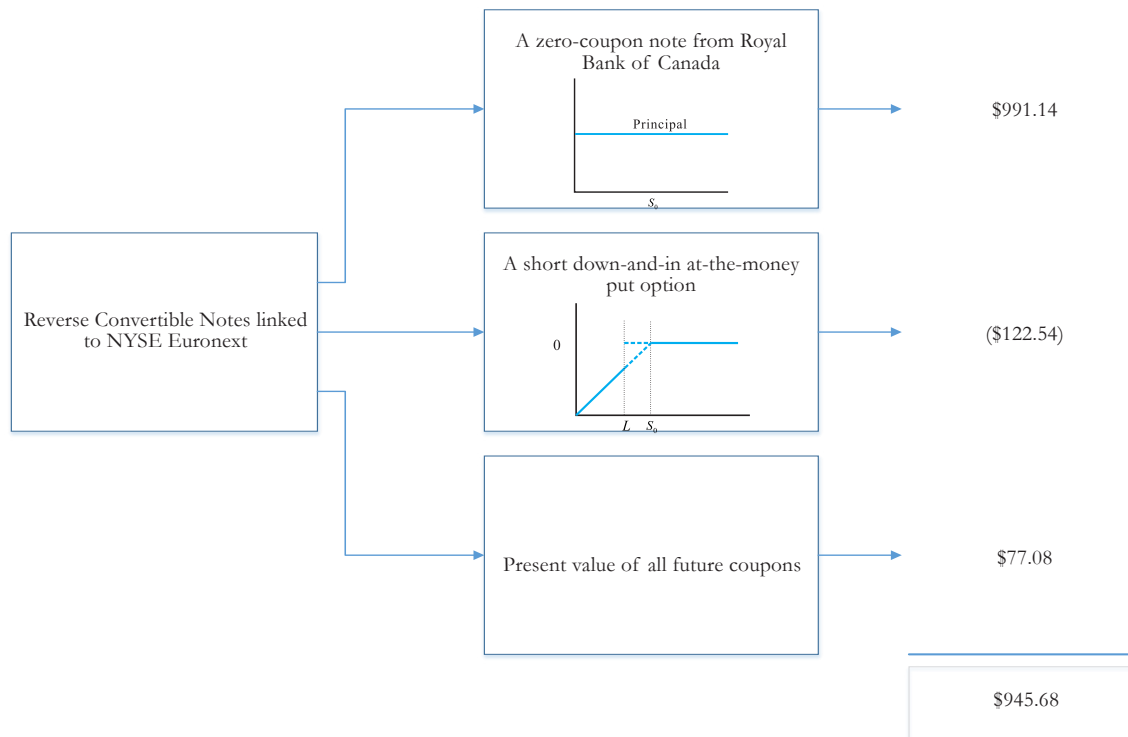 A zero-coupon note from Royal
Bank of Canada
Principal
S₀
$991.14
Reverse Convertible Notes linked
to NYSE Euronext
A short down-and-in at-the-money
put option
0
L
S₀
($122.54)
Present value of all future coupons
$77.08
$945.68